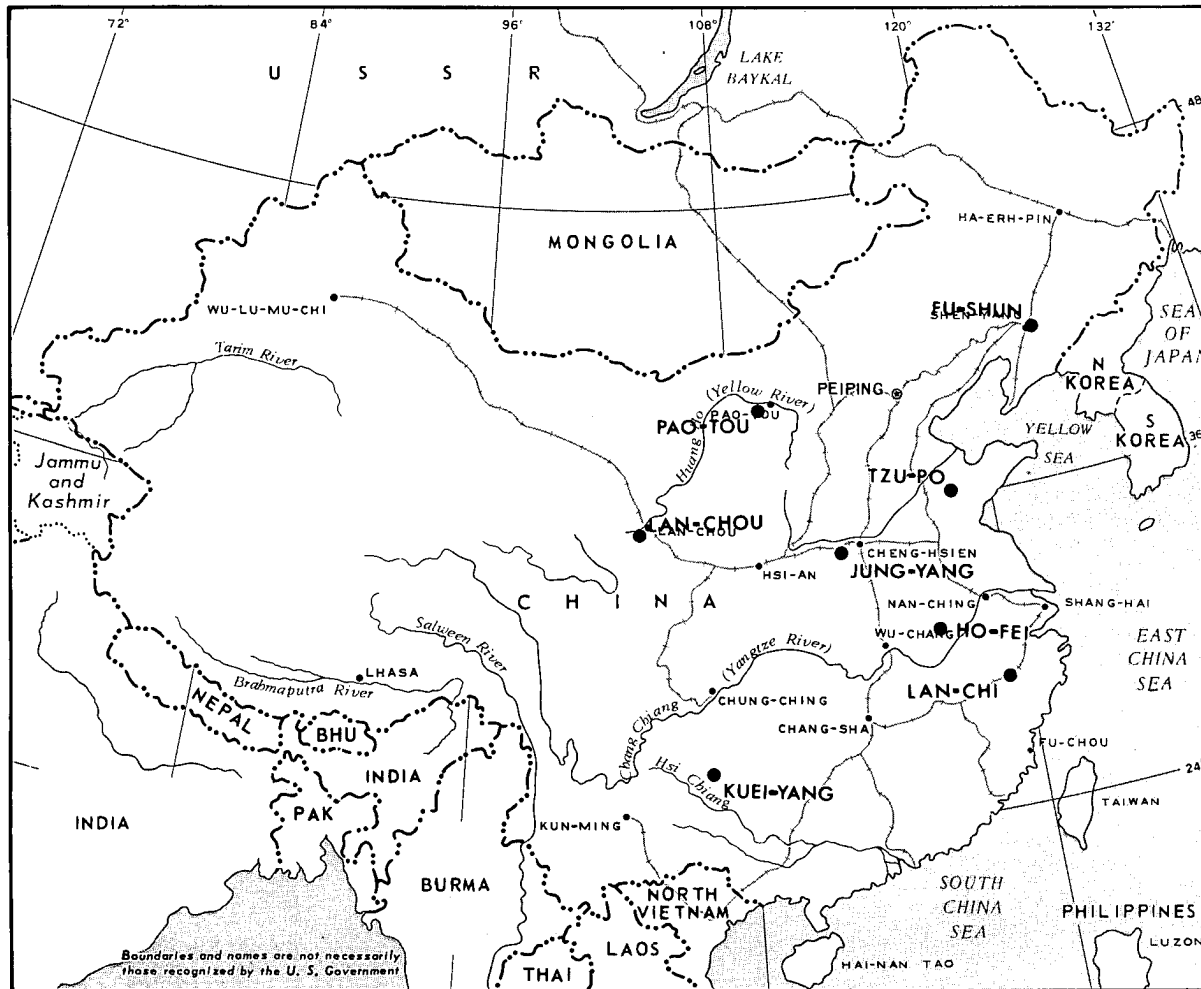 72°
84°
96°
108°
120°
132°
U S S R
LAKE
BAYKAL
48
HA-ERH-PIN
MONGOLIA
WU-LU-MU-CHI
FU-SHUN
SEA
OF
JAPAN
Tarim River
N
KOREA
PEIPING
Huang Ho (Yellow River)
PAO-TOU
PAO-TOU
S
KOREA
YELLOW
SEA
36
Jammu
and
Kashmir
TZU-PO
LAN-CHOU
LAN-CHOU
CHENG-HSIEN
JUNG-YANG
HSI-AN
CHINA
NAN-CHING
SHANG-HAI
Salween River
WU-CHANG
HO-FEI
EAST
CHINA
SEA
LHASA
Brahmaputra River
Chang Chiang (Yangtze River)
CHUNG-CHING
LAN-CHI
NEPAL
BHU
CHANG-SHA
FU-CHOU
INDIA
Hsi Chiang
KUEI-YANG
24
TAIWAN
INDIA
PAK
KUN-MING
BURMA
NORTH
VIETNAM
SOUTH
CHINA
SEA
PHILIPPINES
LUZON
LAOS
HAI-NAN TAO
THAI
Boundaries and names are not necessarily
those recognized by the U. S. Government